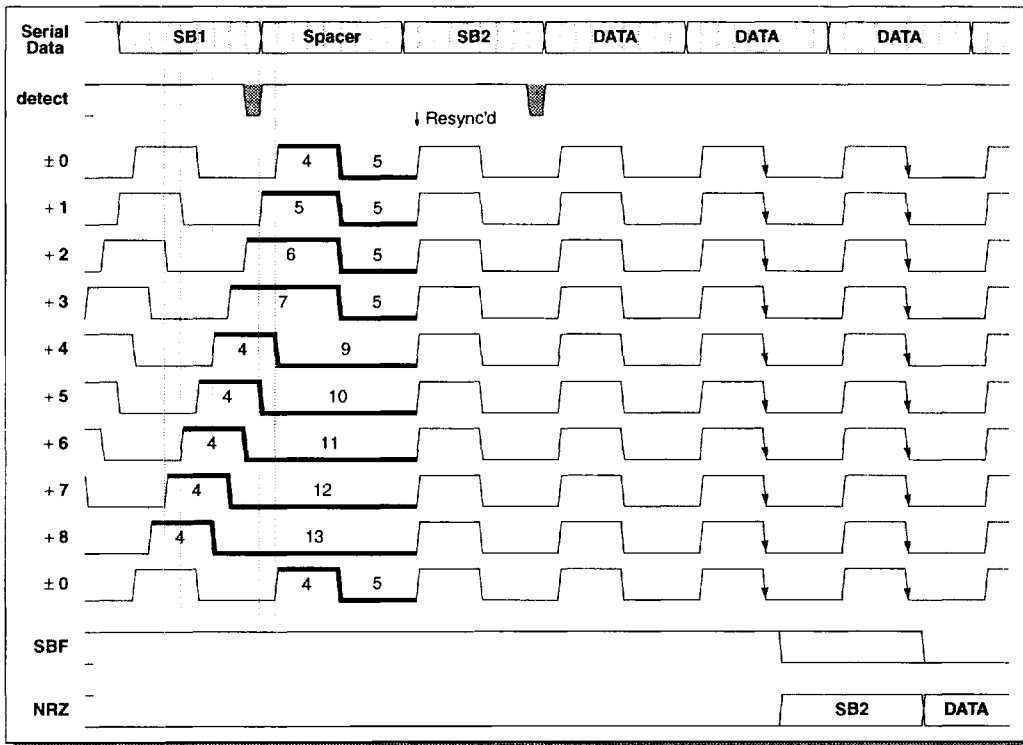 Serial Data SB1 Spacer SB2 DATA DATA DATA
detect
Resync'd
± 0 4 5
+ 1 5 5
+ 2 6 5
+ 3 7 5
+ 4 4 9
+ 5 4 10
+ 6 4 11
+ 7 4 12
+ 8 4 13
± 0 4 5
SBF
NRZ SB2 DATA